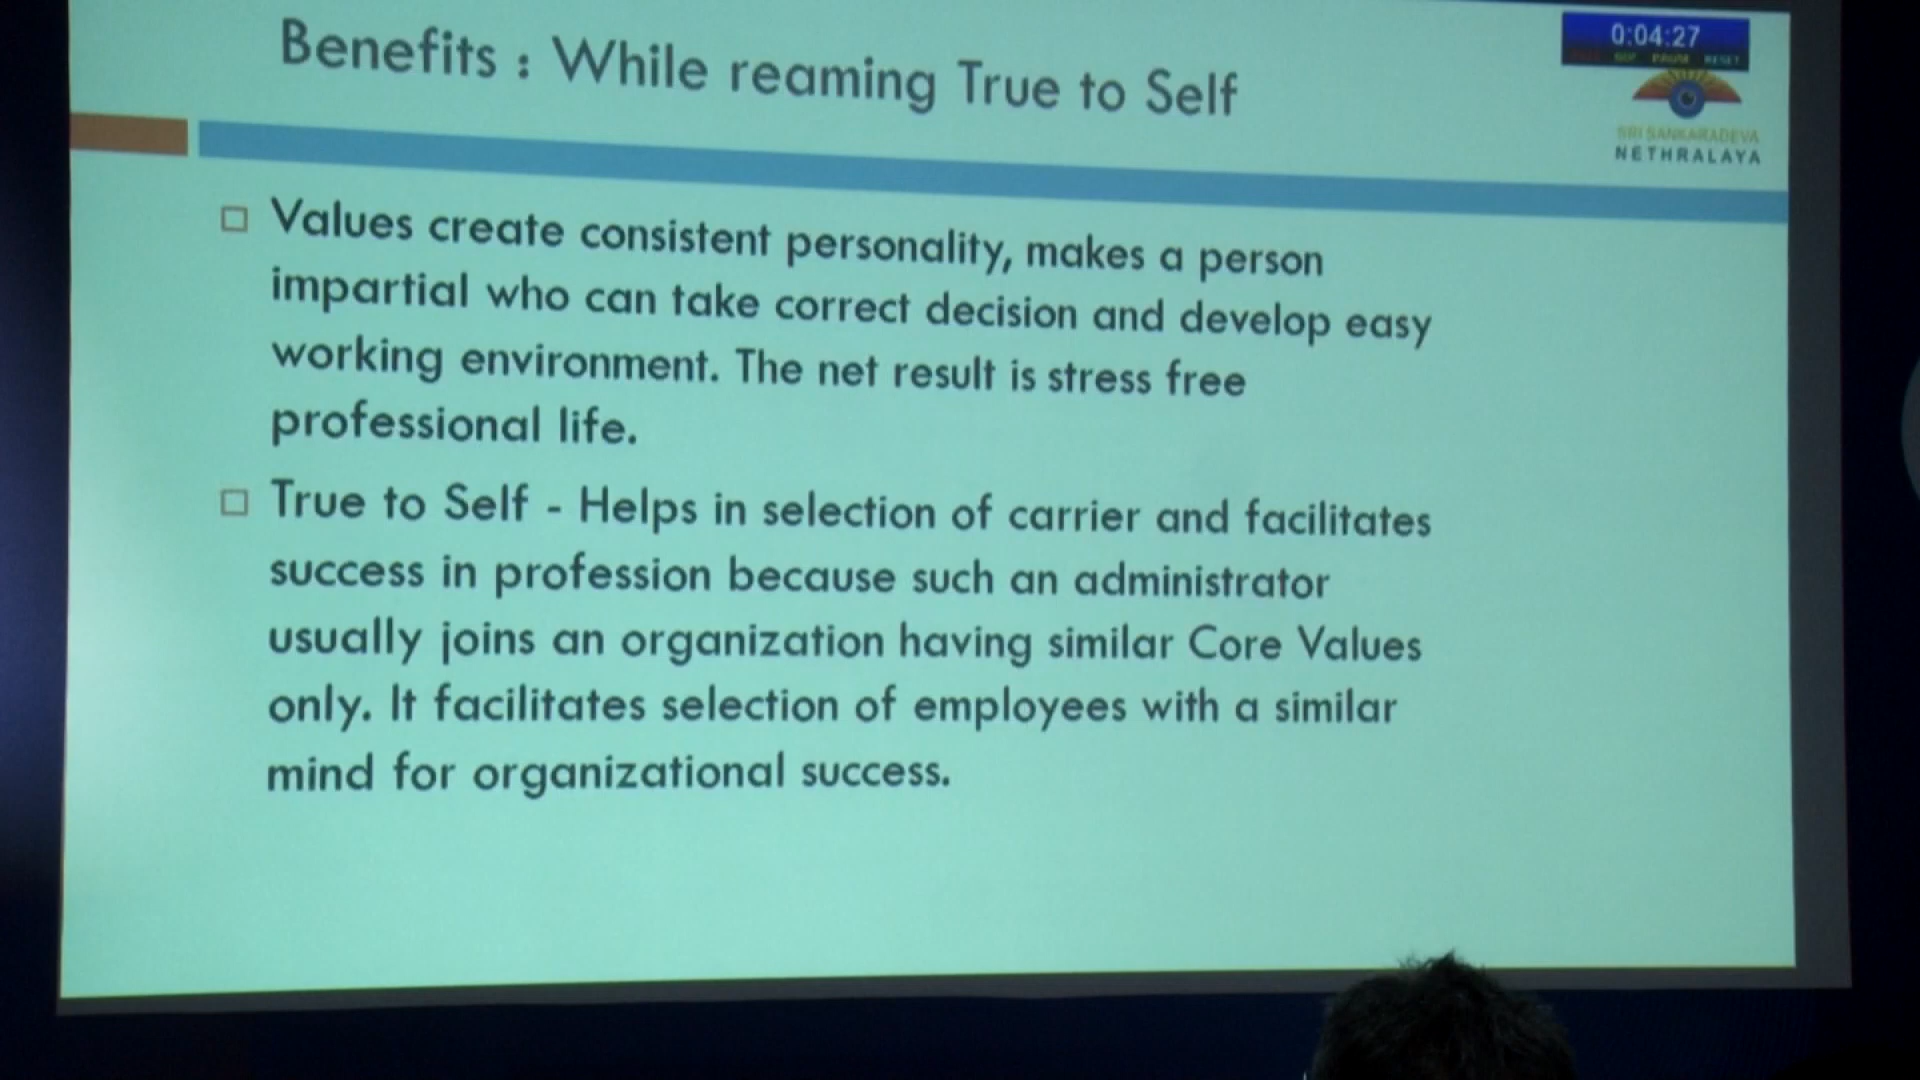 Benefits : While reaming True to Self
0:04:27
SRI SANKARADEVA
NETHRALAYA
Values create consistent personality, makes a person
impartial who can take correct decision and develop easy
working environment. The net result is stress free
professional life.
True to Self - Helps in selection of carrier and facilitates
success in profession because such an administrator
usually joins an organization having similar Core Values
only. It facilitates selection of employees with a similar
mind for organizational success.